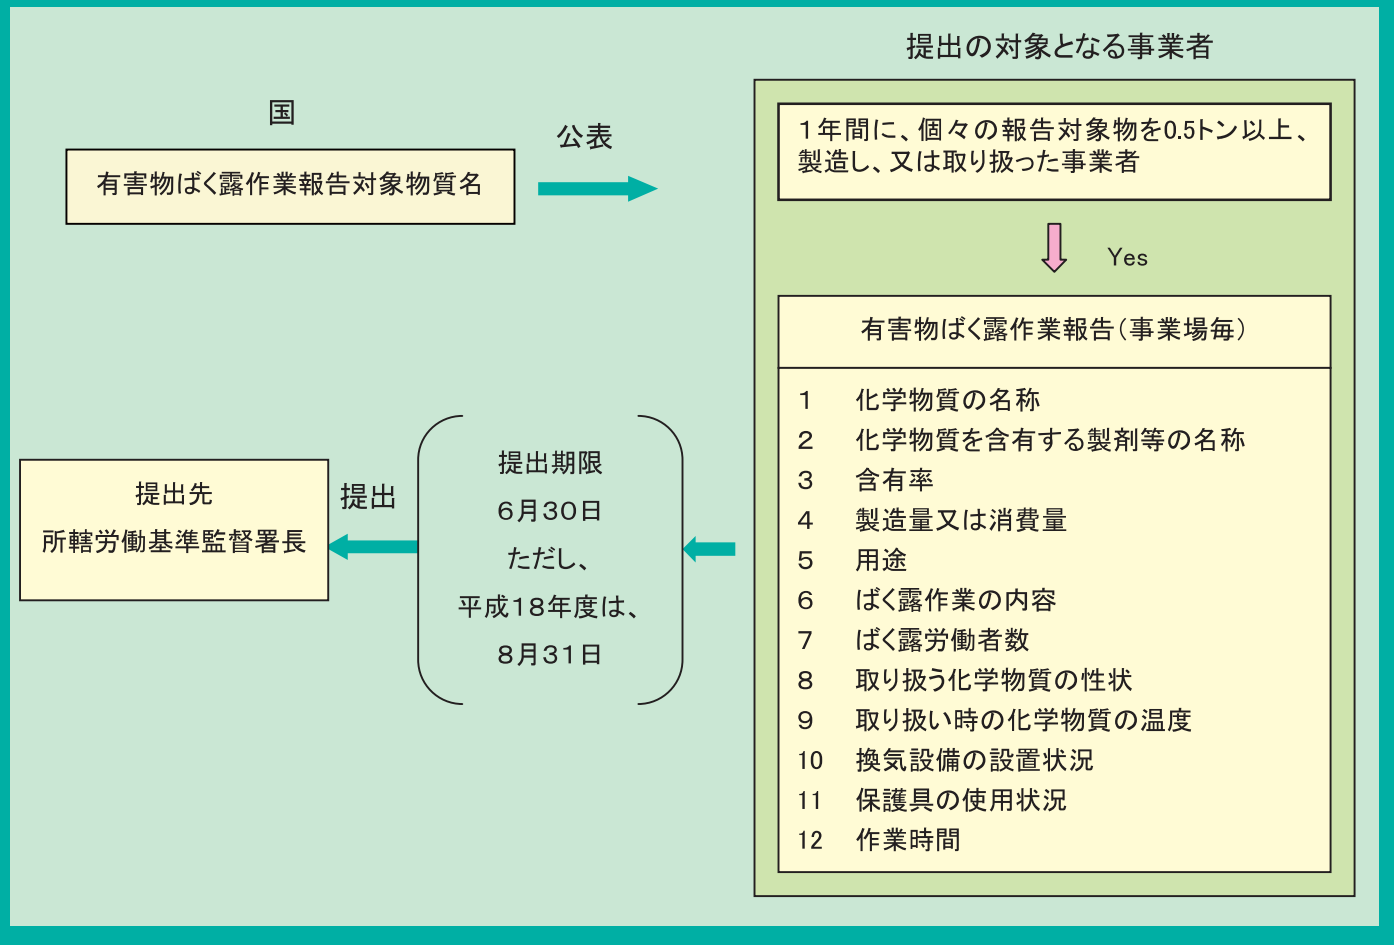 国
有害物ばく露作業報告対象物質名
公表
提出の対象となる事業者
１年間に、個々の報告対象物を0.5トン以上、
製造し、又は取り扱った事業者
Yes
有害物ばく露作業報告（事業場毎）
１ 化学物質の名称
２ 化学物質を含有する製剤等の名称
３ 含有率
４ 製造量又は消費量
５ 用途
６ ばく露作業の内容
７ ばく露労働者数
８ 取り扱う化学物質の性状
９ 取り扱い時の化学物質の温度
10 換気設備の設置状況
11 保護具の使用状況
12 作業時間
提出期限
６月３０日
ただし、
平成１８年度は、
８月３１日
提出
提出先
所轄労働基準監督署長